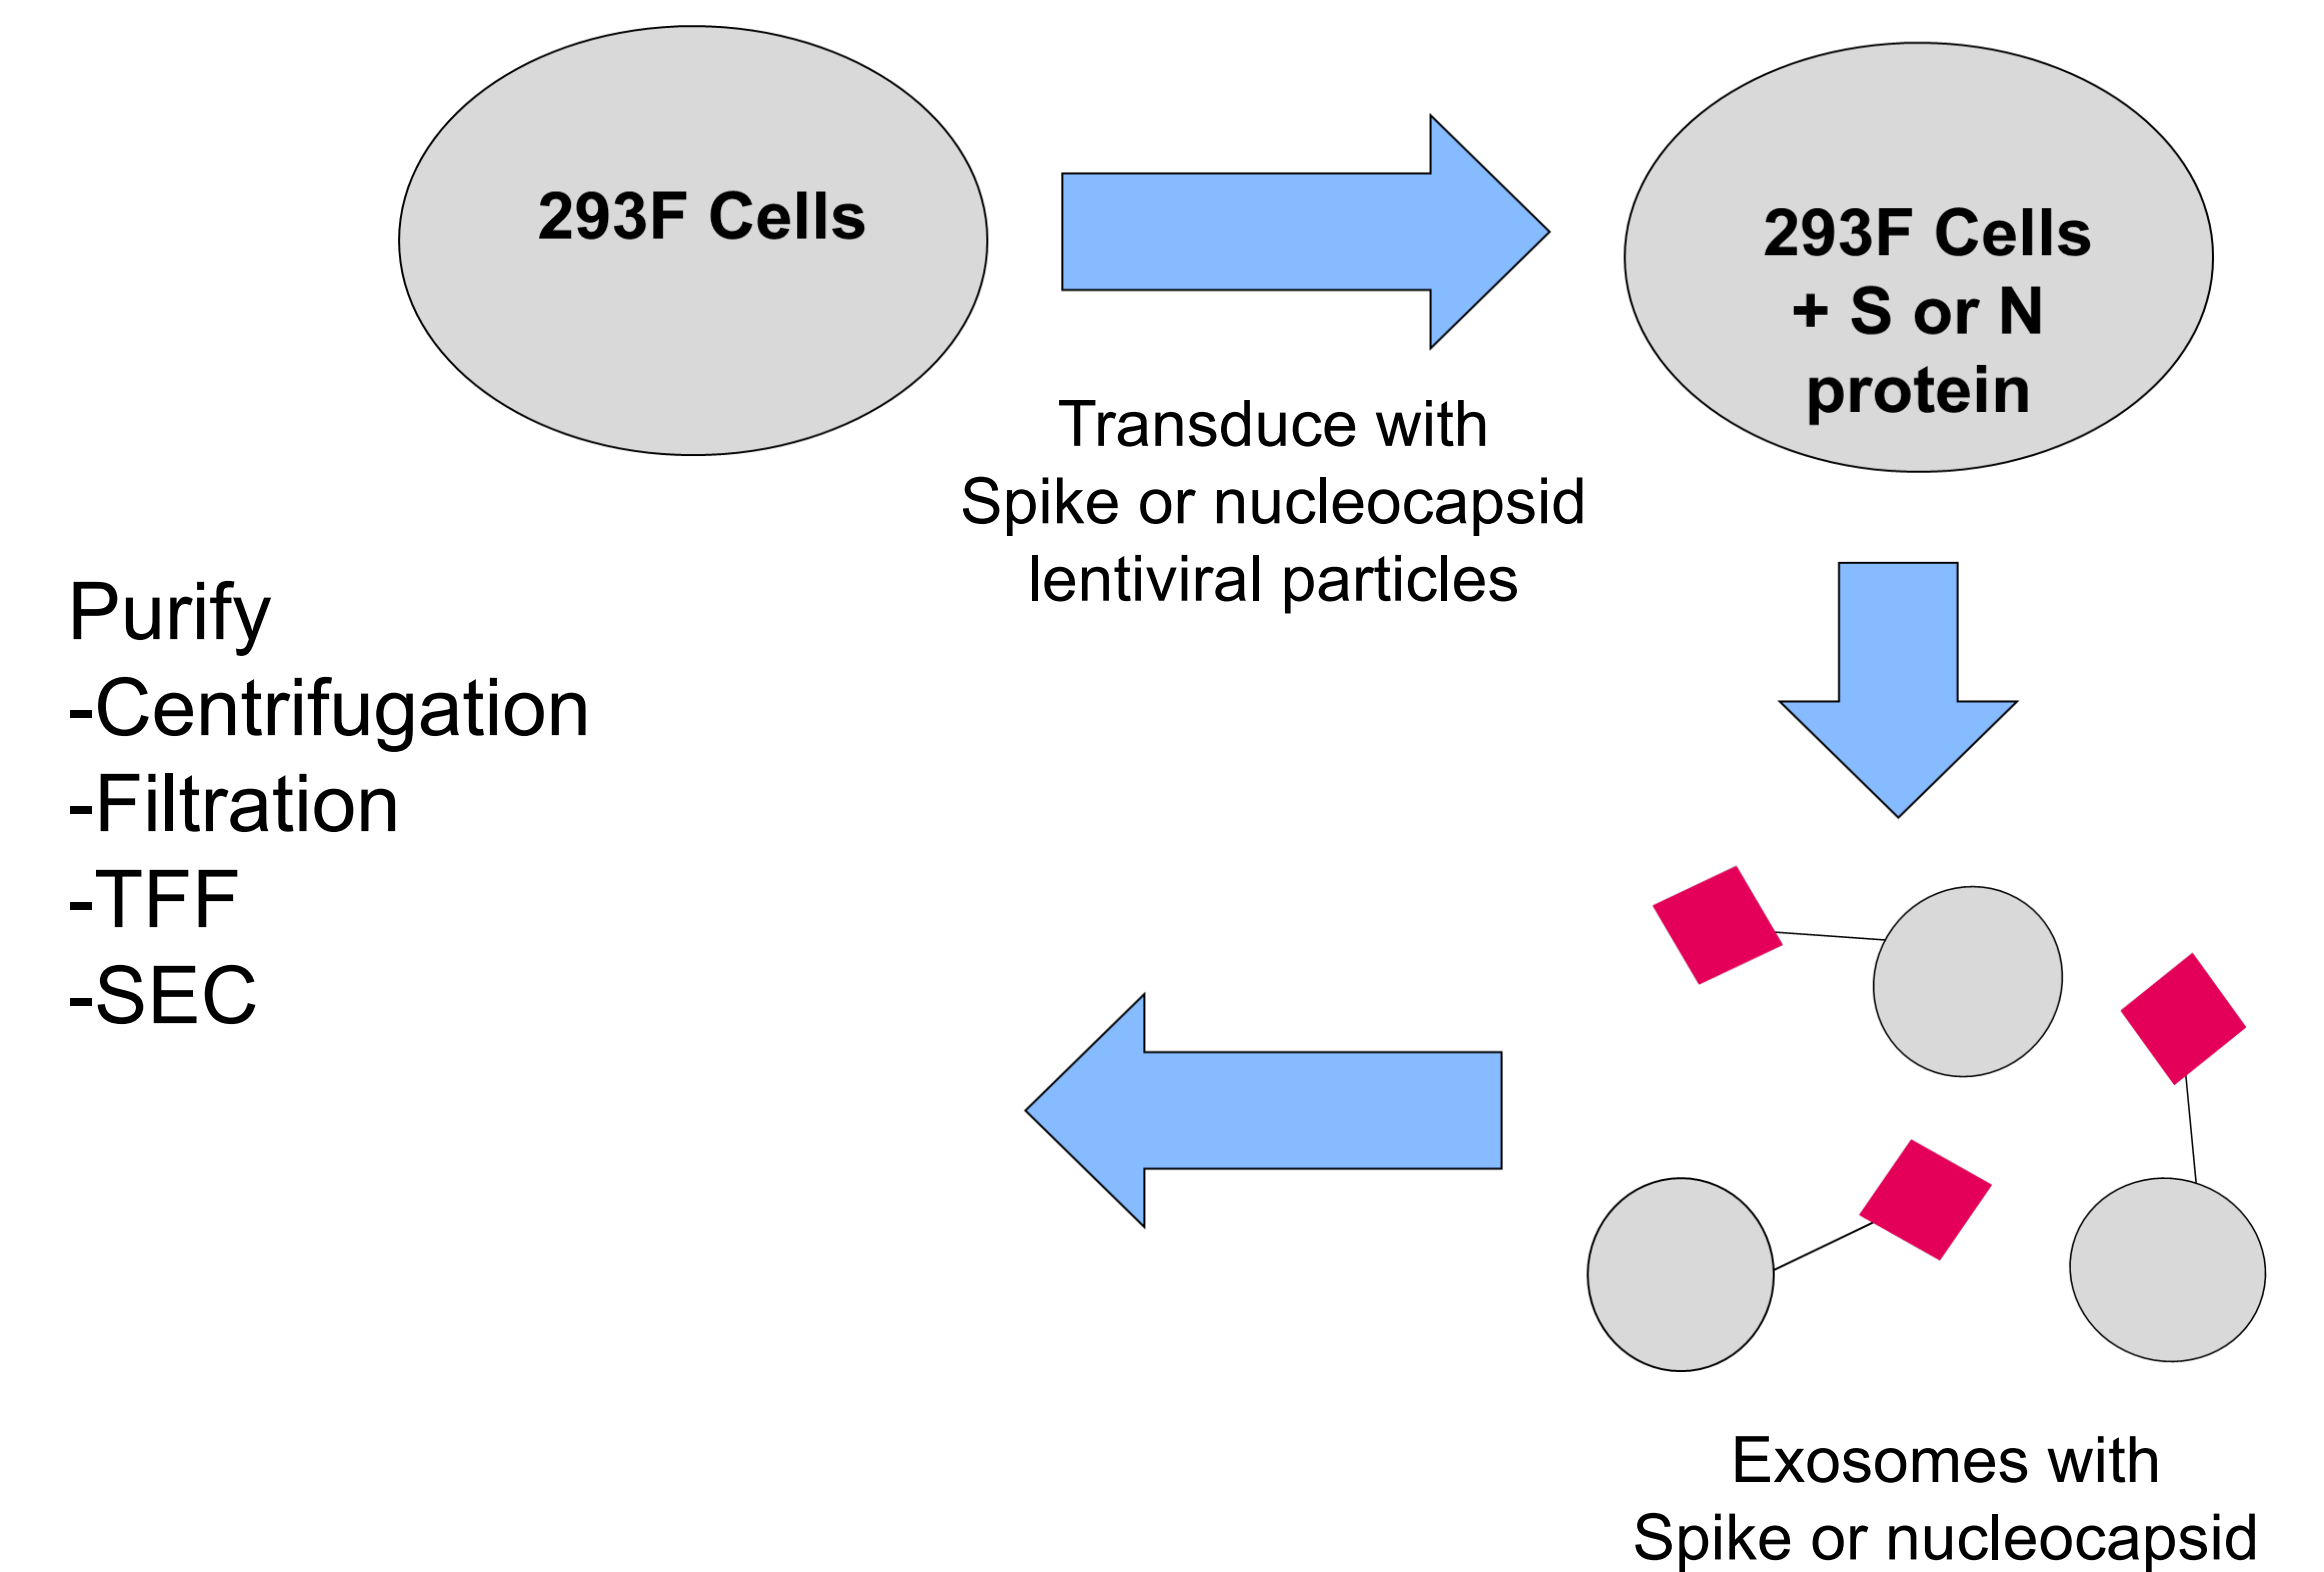 293F Cells
293F Cells
+ S or N
protein
Transduce with
Spike or nucleocapsid
lentiviral particles
Purify
-Centrifugation
-Filtration
-TFF
-SEC
Exosomes with
Spike or nucleocapsid